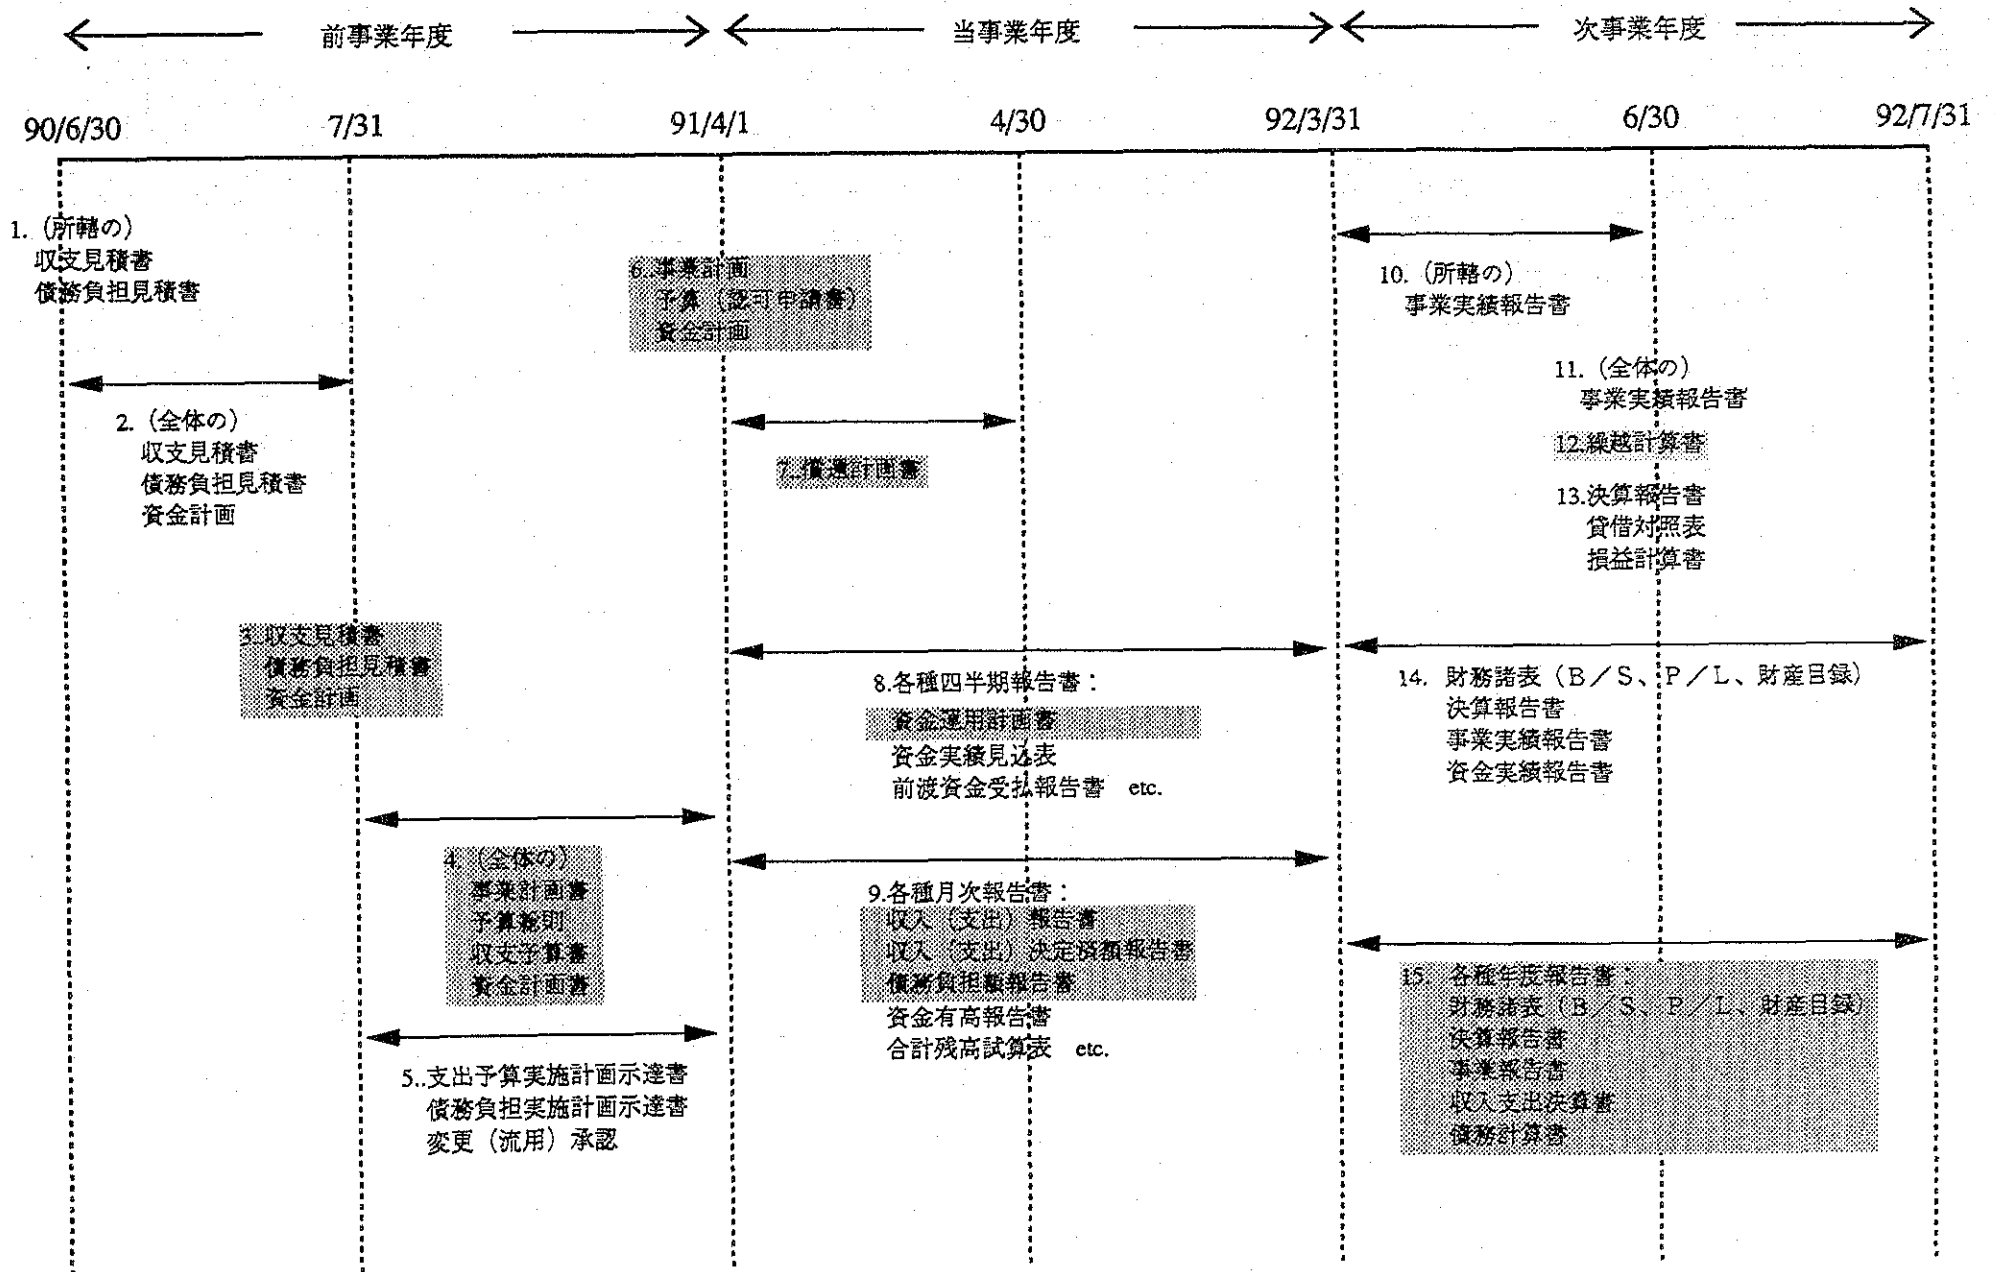 前事業年度
当事業年度
次事業年度
90/6/30
7/31
91/4/1
4/30
92/3/31
6/30
92/7/31
1. (所轄の)
収支見積書
債務負担見積書
2. (全体の)
収支見積書
債務負担見積書
資金計画
3..収支見積書
債務負担見積書
資金計画
4. (全体の)
事業計画書
予算総則
収支予算書
資金計画書
5..支出予算実施計画示達書
債務負担実施計画示達書
変更（流用）承認
6..事業計画
予算（認可申請書）
資金計画
7..償還計画書
8.各種四半期報告書：
資金運用計画書
資金実績見込表
前渡資金受払報告書 etc.
9.各種月次報告書：
収入（支出）報告書
収入（支出）決定済額報告書
債務負担額報告書
資金有高報告書
合計残高試算表 etc.
10. (所轄の)
事業実績報告書
11. (全体の)
事業実績報告書
12.繰越計算書
13.決算報告書
貸借対照表
損益計算書
14. 財務諸表（B／S、P／L、財産目録）
決算報告書
事業実績報告書
資金実績報告書
15. 各種年度報告書：
財務諸表（B／S、P／L、財産目録）
決算報告書
事業報告書
収入支出決算書
債務計算書